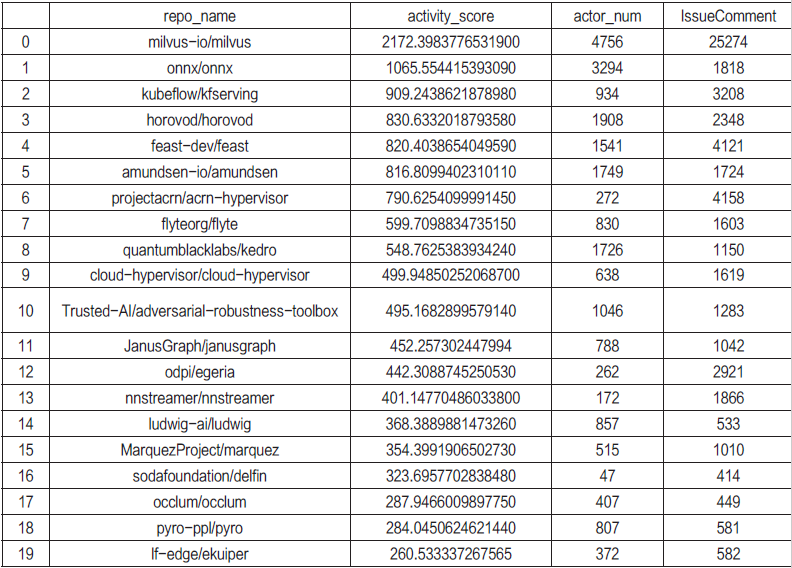 repo_name activity_score actor_num IssueComment
0 milvus-io/milvus 2172.3983776531900 4756 25274
1 onnx/onnx 1065.554415393090 3294 1818
2 kubeflow/kfserving 909.2438621878980 934 3208
3 horovod/horovod 830.6332018793580 1908 2348
4 feast-dev/feast 820.4038654049590 1541 4121
5 amundsen-io/amundsen 816.8099402310110 1749 1724
6 projectacrn/acrn-hypervisor 790.6254099991450 272 4158
7 flyteorg/flyte 599.7098834735150 830 1603
8 quantumblacklabs/kedro 548.7625383934240 1726 1150
9 cloud-hypervisor/cloud-hypervisor 499.94850252068700 638 1619
10 Trusted-AI/adversarial-robustness-toolbox 495.1682899579140 1046 1283
11 JanusGraph/janusgraph 452.257302447994 788 1042
12 odpi/egeria 442.3088745250530 262 2921
13 nnstreamer/nnstreamer 401.14770486033800 172 1866
14 ludwig-ai/ludwig 368.3889881473260 857 533
15 MarquezProject/marquez 354.3991906502730 515 1010
16 sodafoundation/delfin 323.6957702838480 47 414
17 occlum/occlum 287.9466009897750 407 449
18 pyro-ppl/pyro 284.0450624621440 807 581
19 lf-edge/ekuiper 260.533337267565 372 582